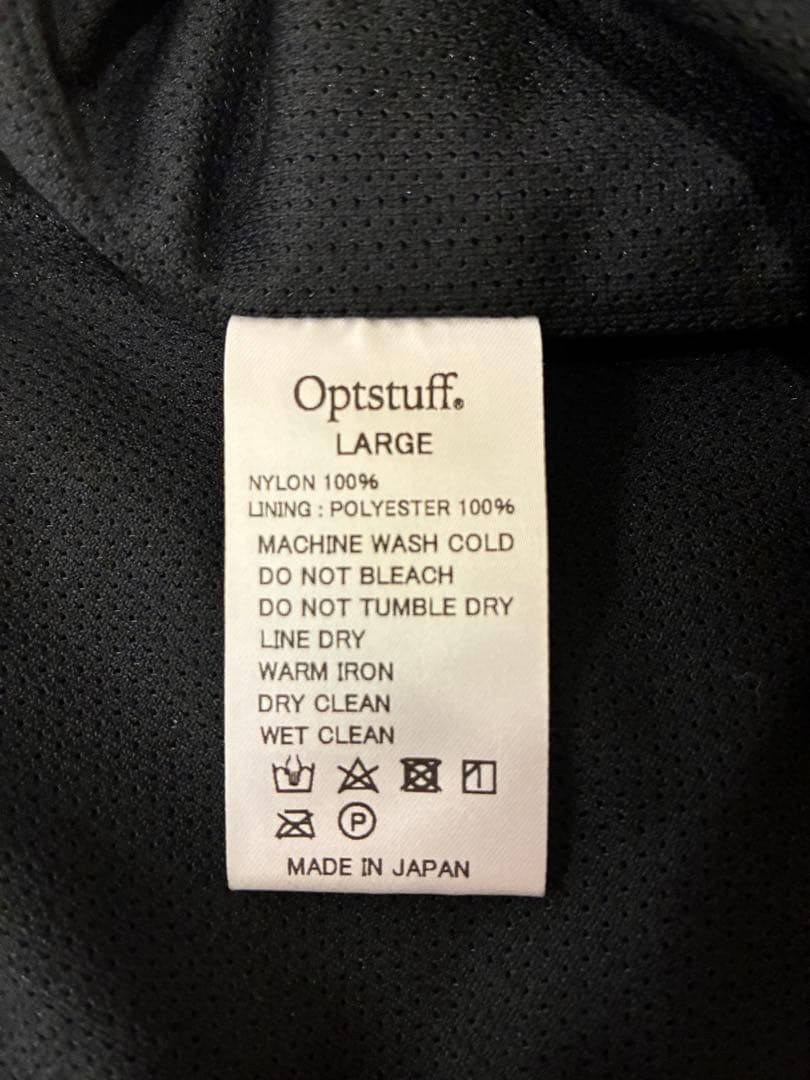 Optstuff®
LARGE
NYLON 100%
LINING : POLYESTER 100%
MACHINE WASH COLD
DO NOT BLEACH
DO NOT TUMBLE DRY
LINE DRY
WARM IRON
DRY CLEAN
WET CLEAN
P
MADE IN JAPAN